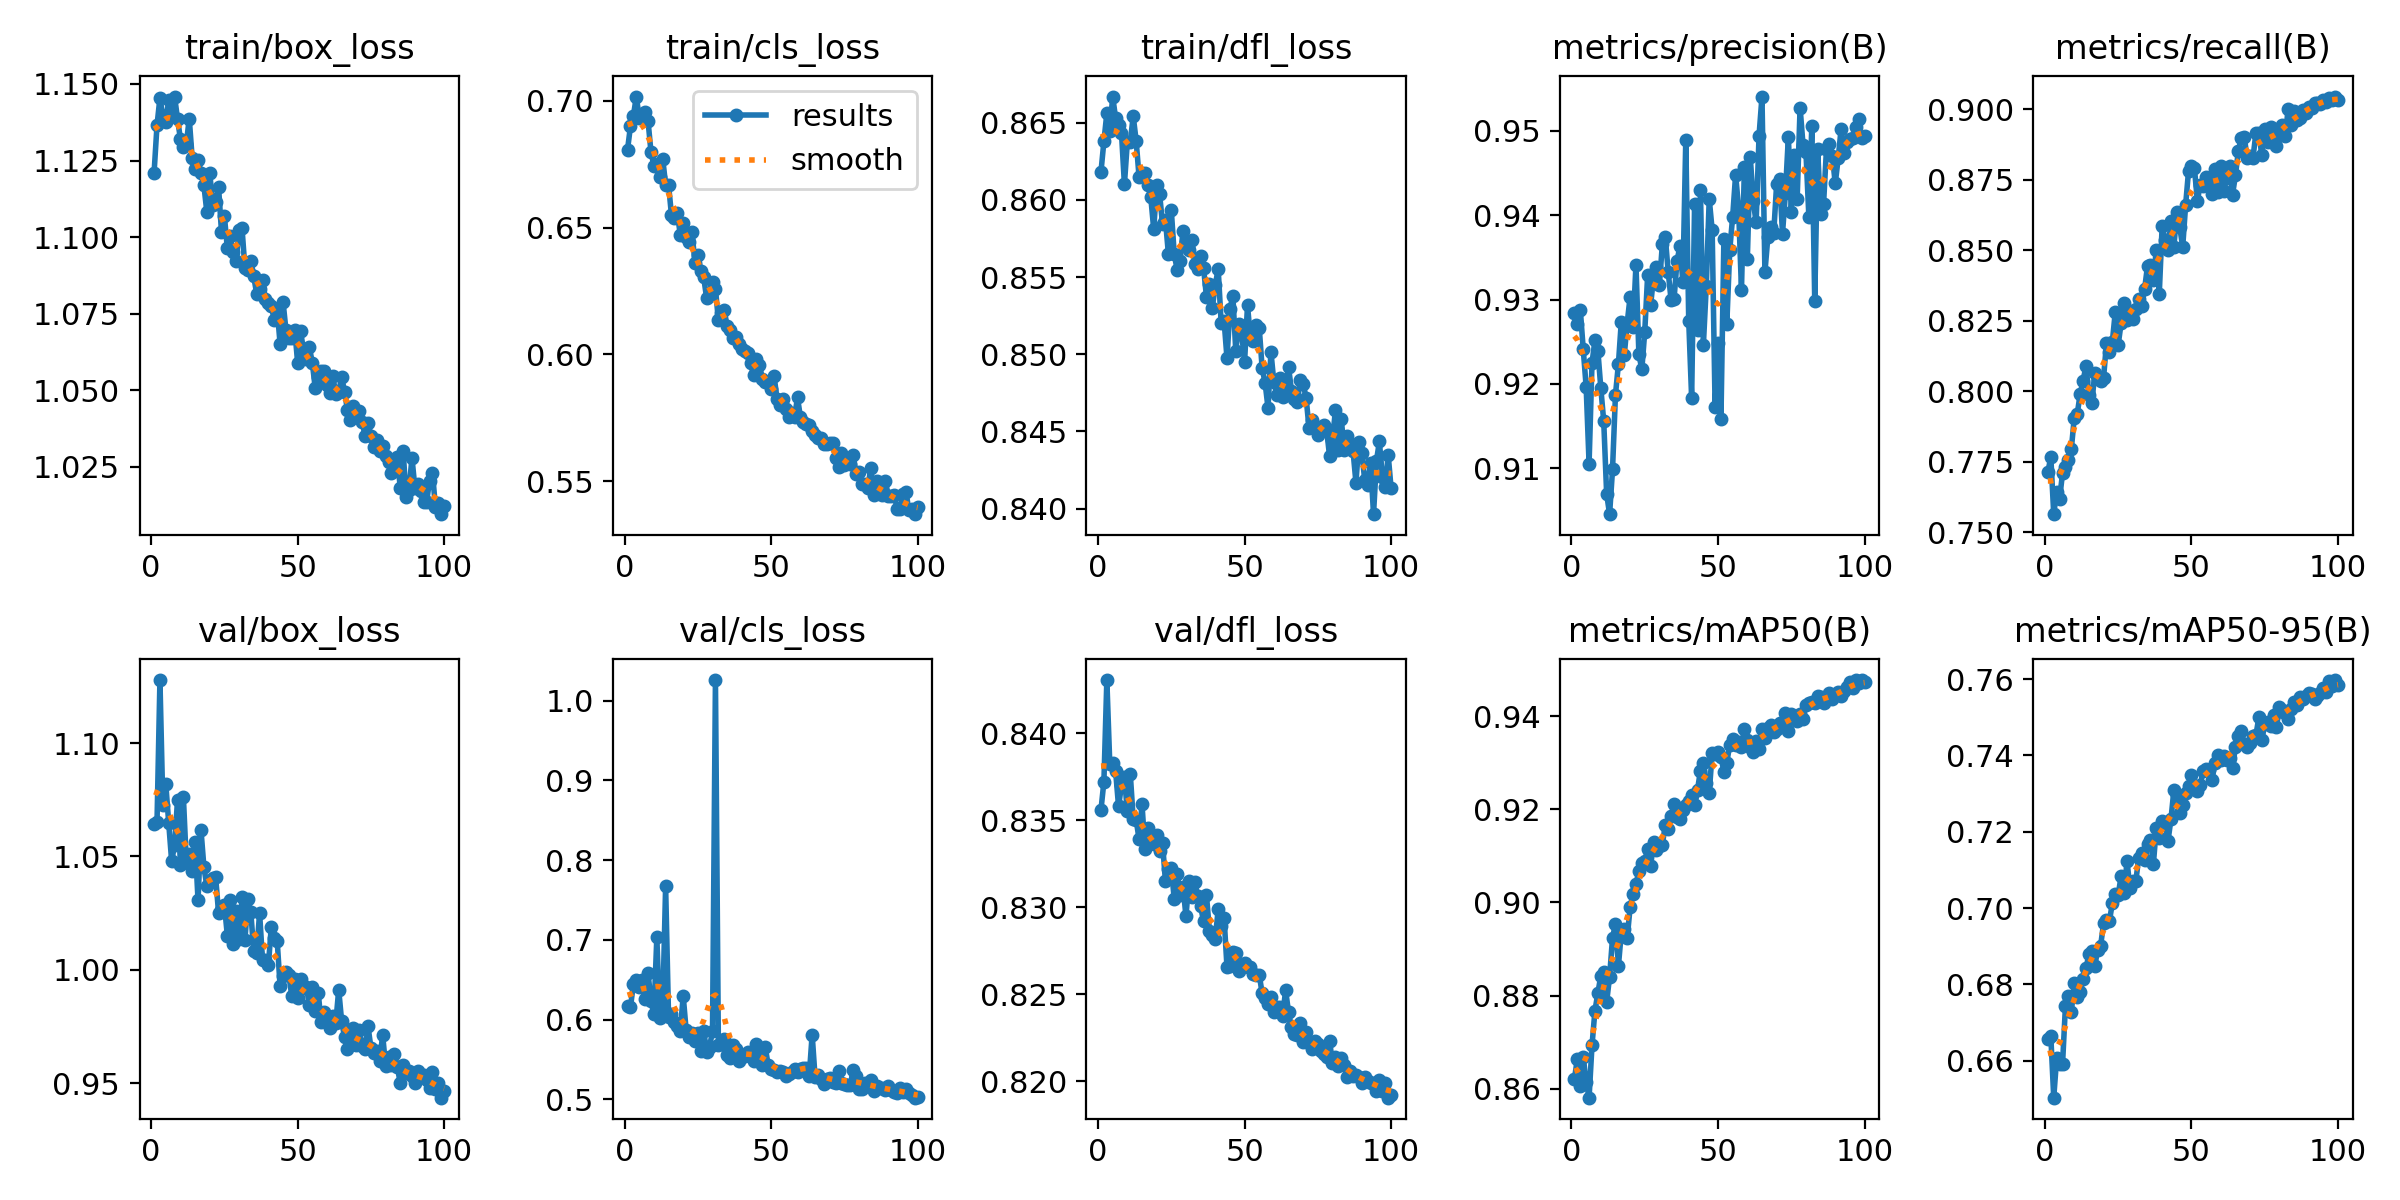 train/box_loss
1.150
1.125
1.100
1.075
1.050
1.025
0 50 100
train/cls_loss
results
smooth
0.70
0.65
0.60
0.55
0 50 100
train/dfl_loss
0.865
0.860
0.855
0.850
0.845
0.840
0 50 100
metrics/precision(B)
0.95
0.94
0.93
0.92
0.91
0 50 100
metrics/recall(B)
0.900
0.875
0.850
0.825
0.800
0.775
0.750
0 50 100
val/box_loss
1.10
1.05
1.00
0.95
0 50 100
val/cls_loss
1.0
0.9
0.8
0.7
0.6
0.5
0 50 100
val/dfl_loss
0.840
0.835
0.830
0.825
0.820
0 50 100
metrics/mAP50(B)
0.94
0.92
0.90
0.88
0.86
0 50 100
metrics/mAP50-95(B)
0.76
0.74
0.72
0.70
0.68
0.66
0 50 100